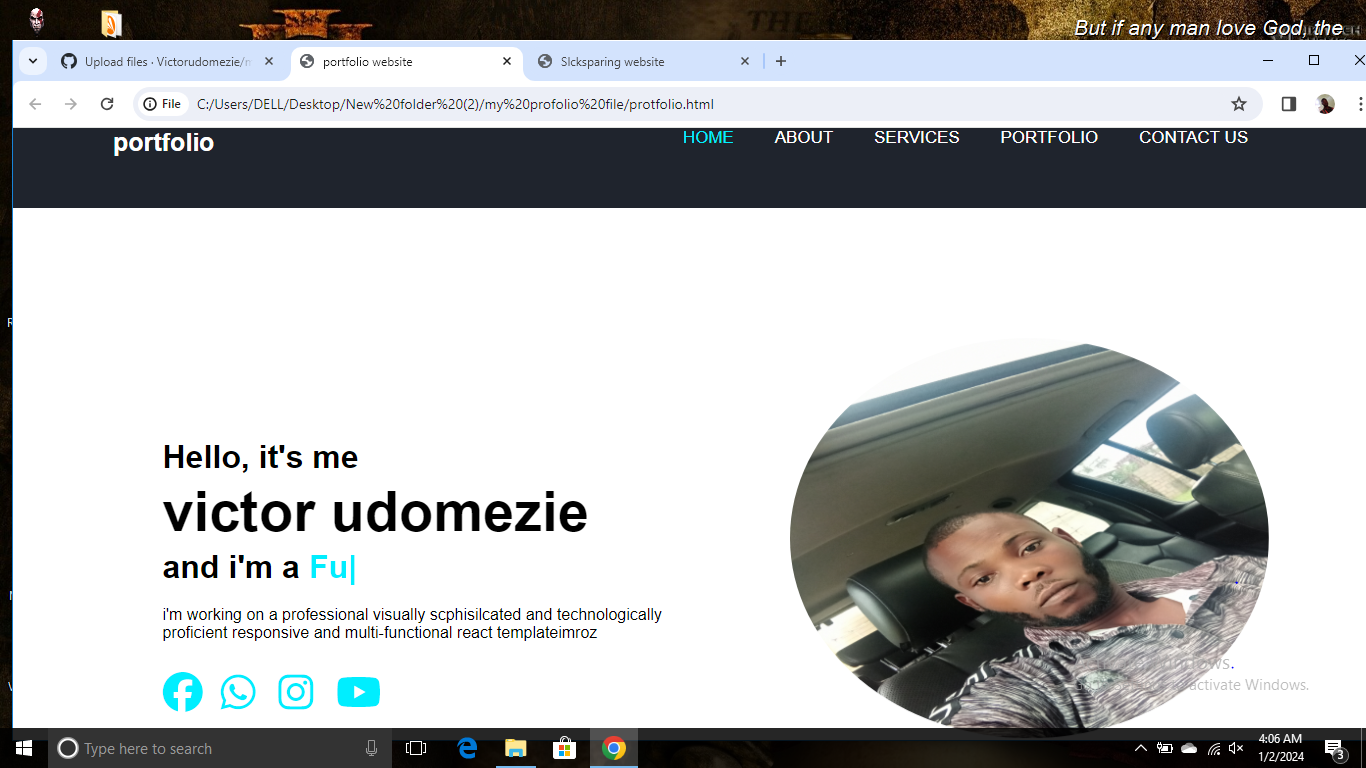 But if any man love God, the
Upload files · Victorudomezie/m
portfolio website
Slcksparing website
File
C:/Users/DELL/Desktop/New%20folder%20(2)/my%20profolio%20file/protfolio.html
portfolio
HOME
ABOUT
SERVICES
PORTFOLIO
CONTACT US
Hello, it's me
victor udomezie
and i'm a Fu|
i'm working on a professional visually scphisilcated and technologically
proficient responsive and multi-functional react templateimroz
activate Windows.
Type here to search
4:06 AM
1/2/2024
3